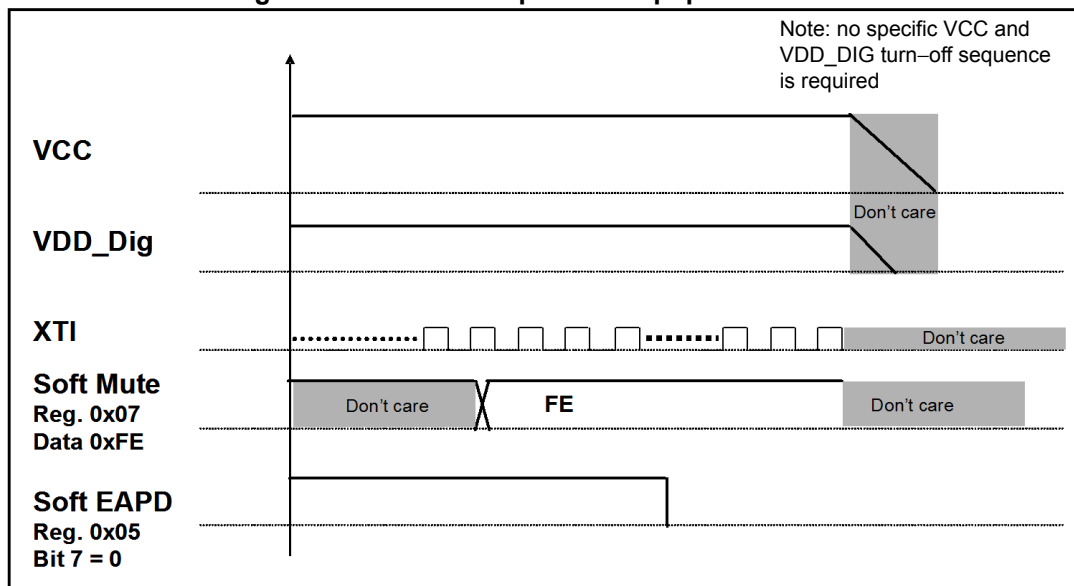 Note: no specific VCC and
VDD_DIG turn–off sequence
is required
VCC
Don't care
VDD_Dig
XTI
Don't care
Soft Mute
Reg. 0x07
Data 0xFE
Don't care
FE
Don't care
Soft EAPD
Reg. 0x05
Bit 7 = 0